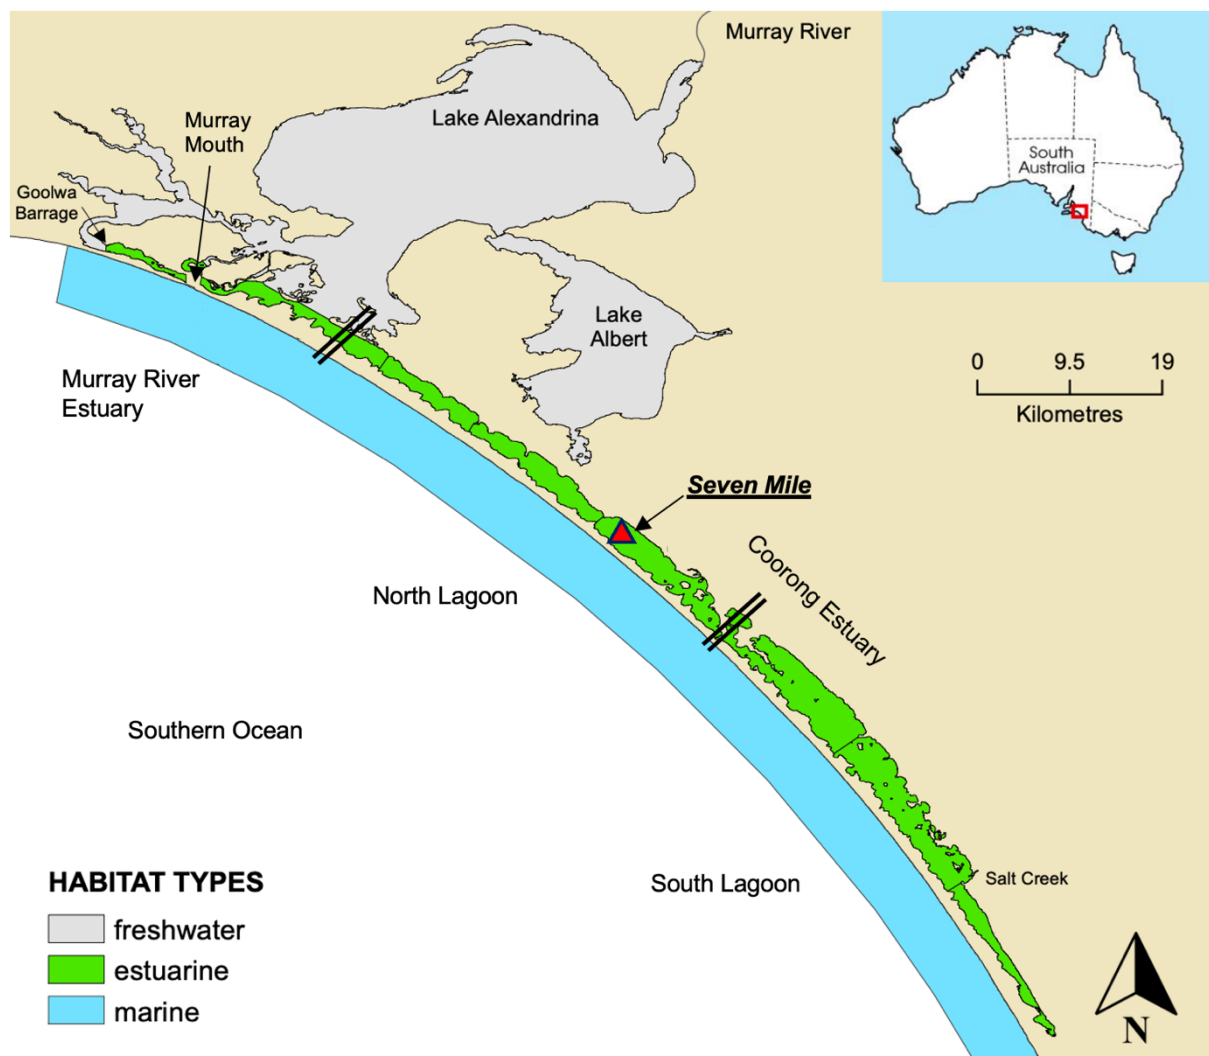 Murray River
Lake Alexandrina
Murray
Mouth
Goolwa
Barrage
South
Australia
Lake
Albert
0 9.5 19
Kilometres
Murray River
Estuary
Seven Mile
Coorong Estuary
North Lagoon
Southern Ocean
South Lagoon
Salt Creek
HABITAT TYPES
freshwater
estuarine
marine
N